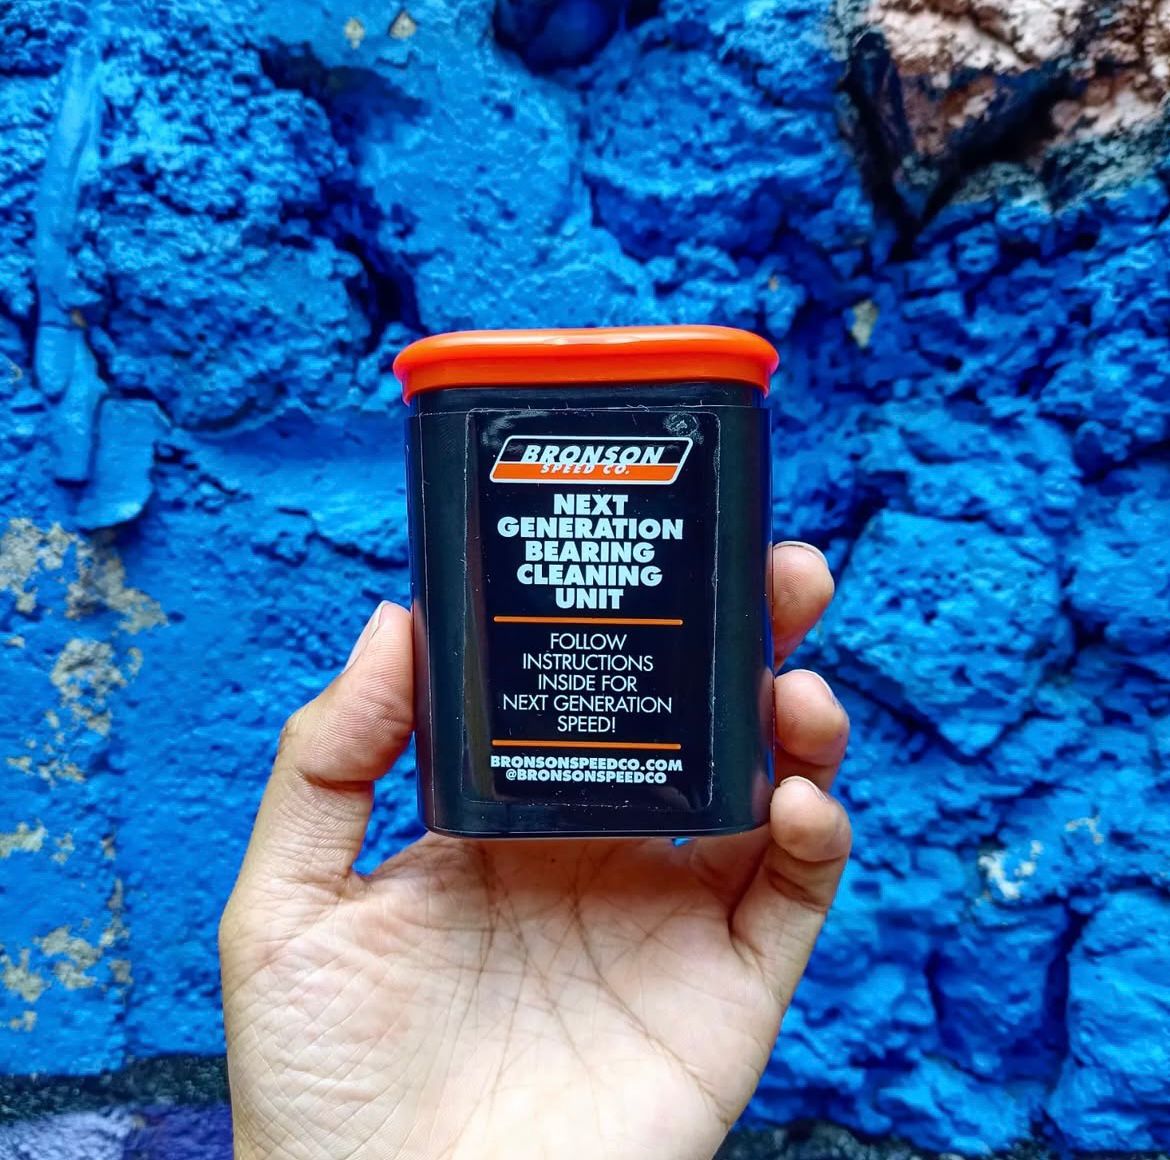 BRONSON
SPEED CO.
NEXT
GENERATION
BEARING
CLEANING
UNIT
FOLLOW
INSTRUCTIONS
INSIDE FOR
NEXT GENERATION
SPEED!
BRONSONSPEEDCO.COM
@BRONSONSPEEDCO